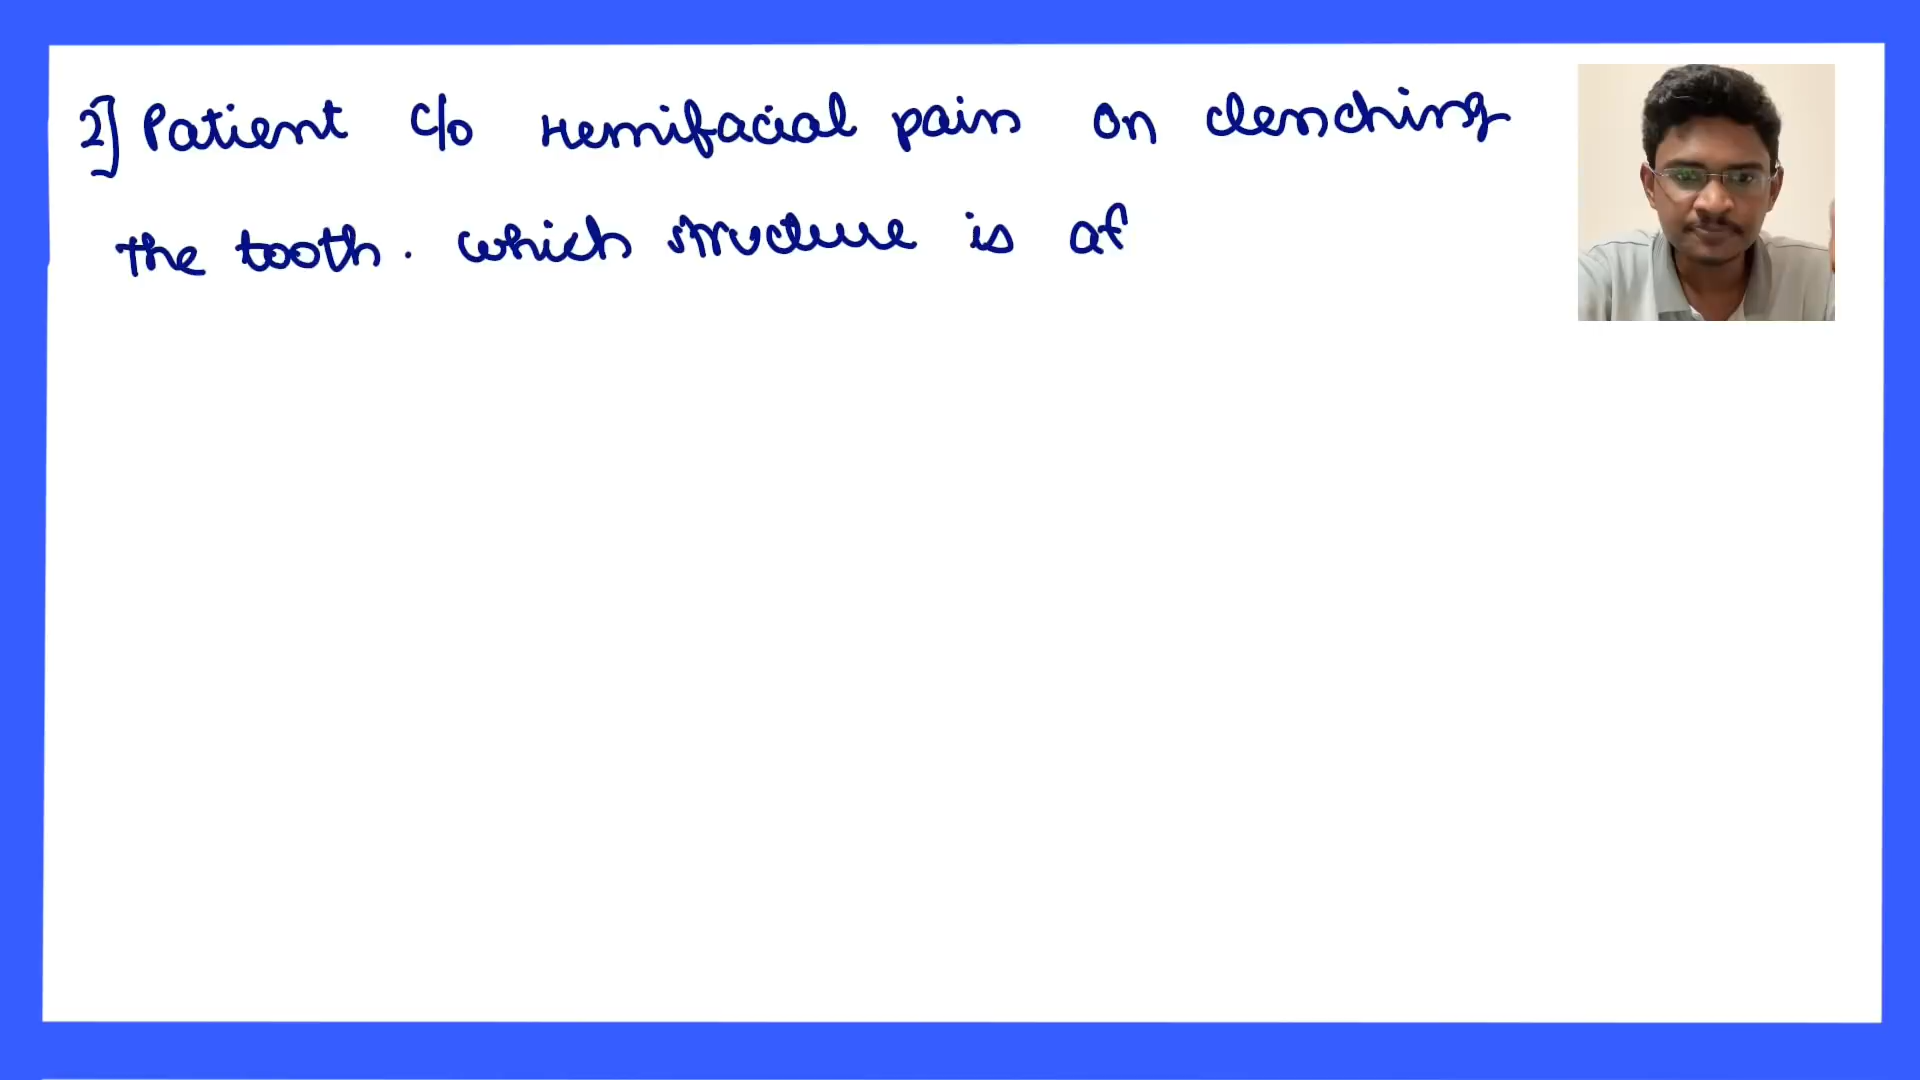 2] Patient c/o Hemifacial pain on clenching
the tooth. which structure is af